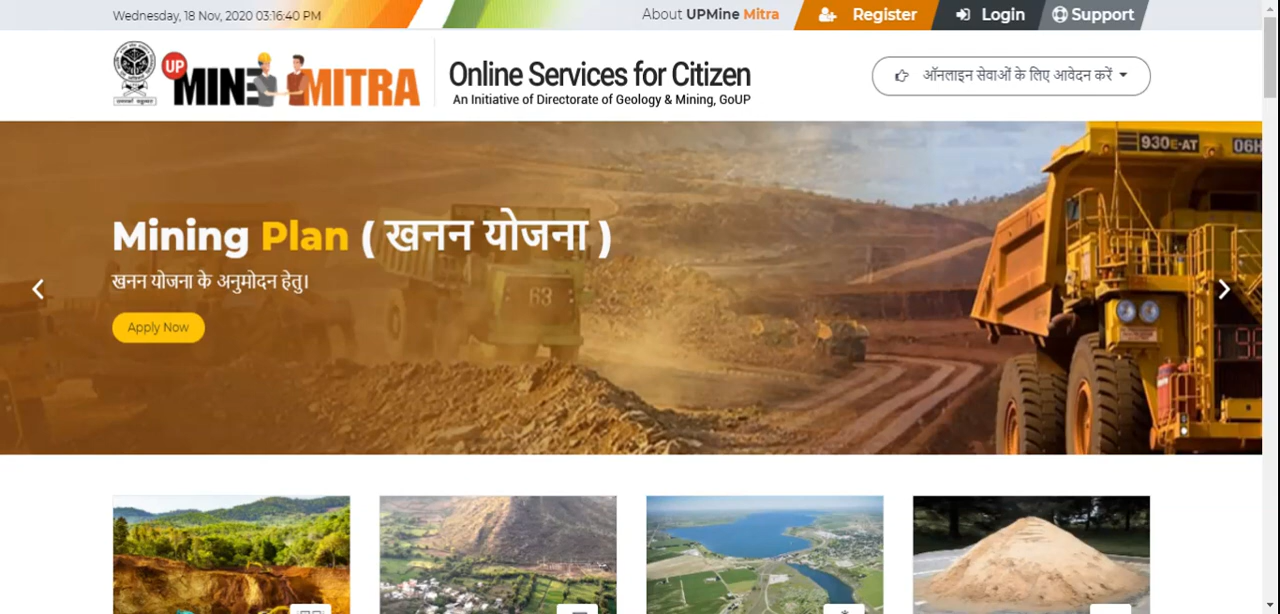 Wednesday, 18 Nov, 2020 03:16:40 PM
About UPMine Mitra
Register
Login
Support
UP MINE MITRA
Online Services for Citizen
An Initiative of Directorate of Geology & Mining, GoUP
ऑनलाइन सेवाओं के लिए आवेदन करें
930E-AT
06H
Mining Plan ( खनन योजना )
खनन योजना के अनुमोदन हेतु।
63
Apply Now